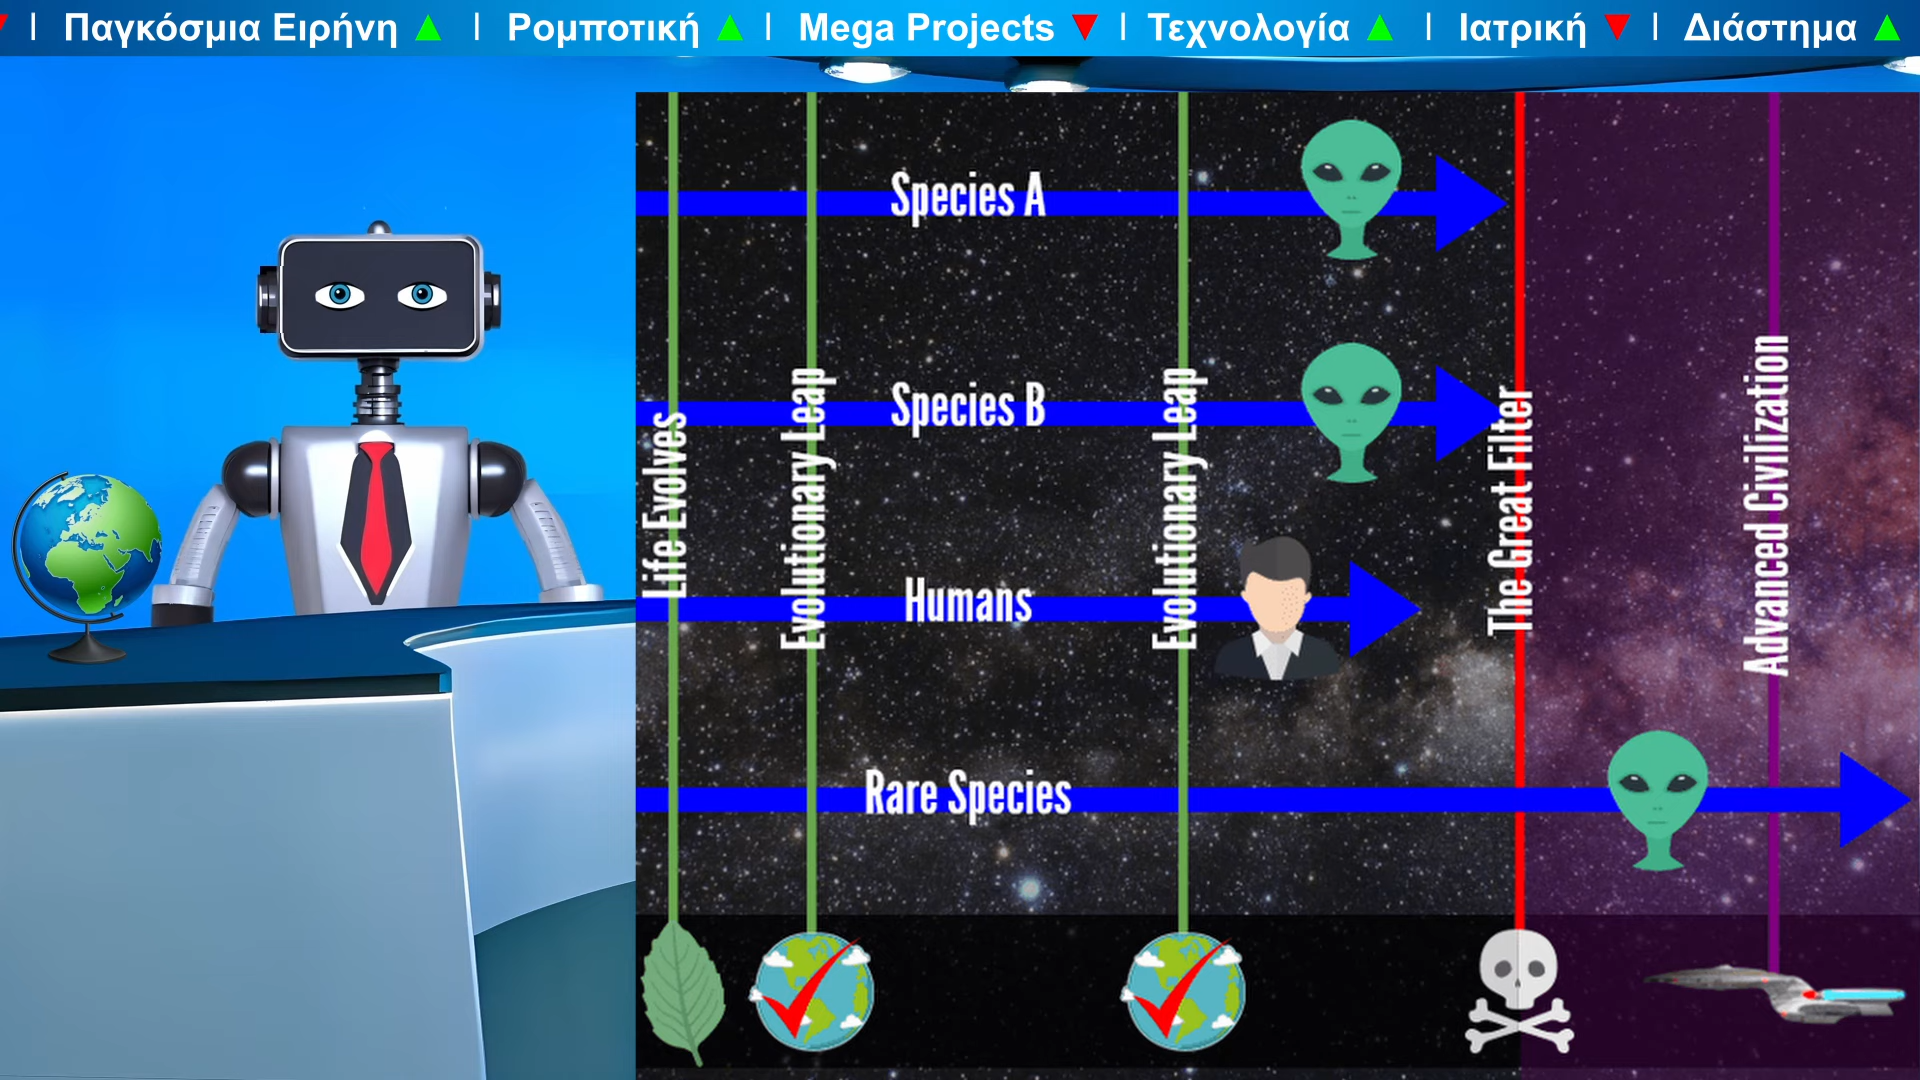 | Παγκόσμια Ειρήνη ▲ | Ρομποτική ▲ | Mega Projects ▼ | Τεχνολογία ▲ | Ιατρική ▼ | Διάστημα ▲
Species A
Species B
Humans
Rare Species
Life Evolves
Evolutionary Leap
Evolutionary Leap
The Great Filter
Advanced Civilization